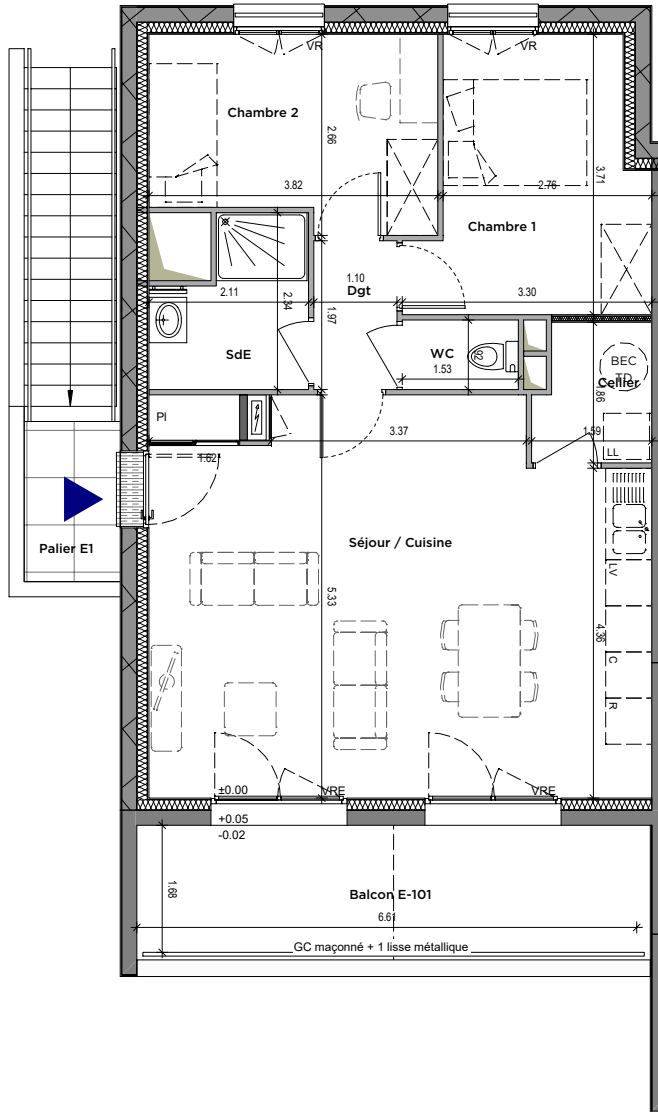 VR
VR
Chambre 2
2.66
3.82
3.71
2.76
Chambre 1
2.11
2.34
1.10
Dgt
1.97
3.30
SdE
WC
.92
1.53
BEC
TD
Cellier
1.86
Pl
1.62
3.37
1.59
LL
Palier E1
Séjour / Cuisine
5.33
LV
4.36
C
R
±0.00
VRE
VRE
+0.05
-0.02
1.68
Balcon E-101
6.61
GC maçonné + 1 lisse métallique